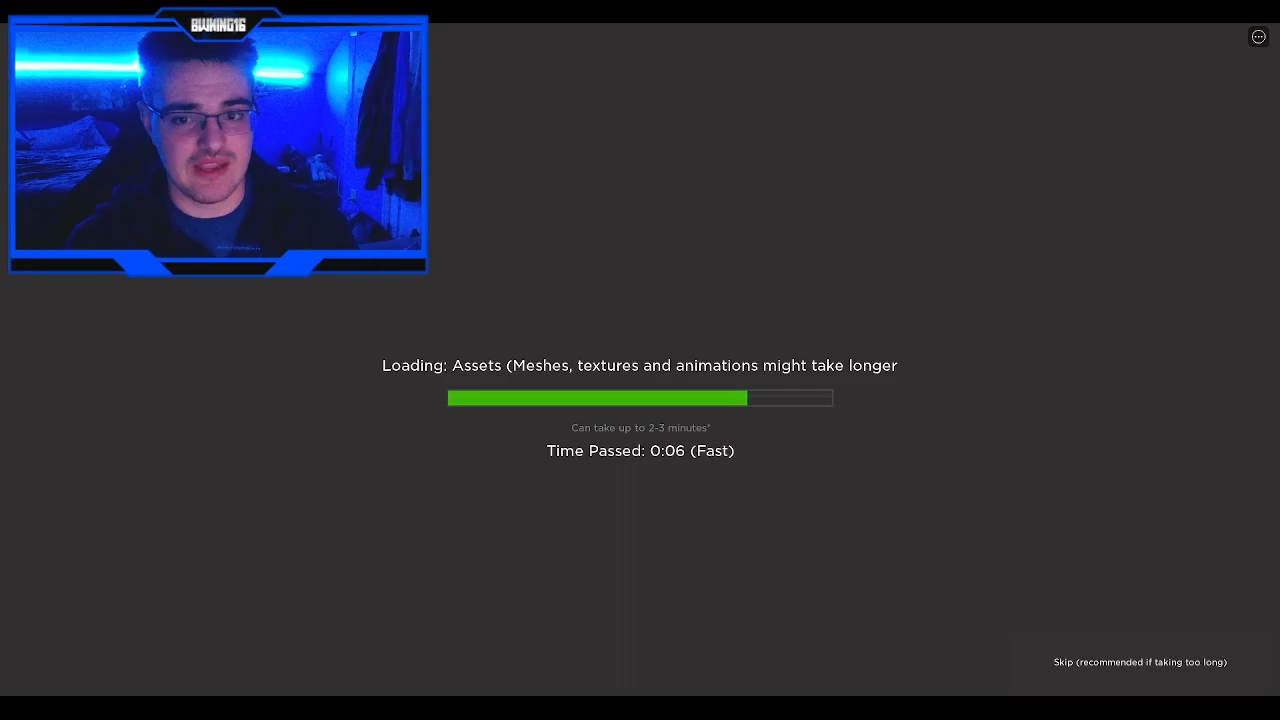 BWKING16
Loading: Assets (Meshes, textures and animations might take longer
Can take up to 2-3 minutes*
Time Passed: 0:06 (Fast)
Skip (recommended if taking too long)